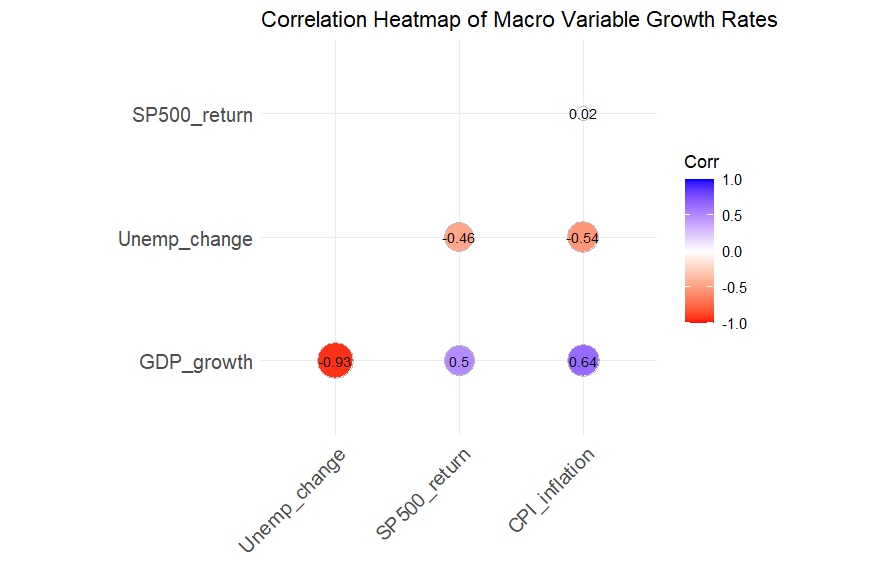 Correlation Heatmap of Macro Variable Growth Rates
SP500_return
0.02
Unemp_change
-0.46
-0.54
GDP_growth
-0.93
0.5
0.64
Unemp_change
SP500_return
CPI_inflation
Corr
1.0
0.5
0.0
-0.5
-1.0